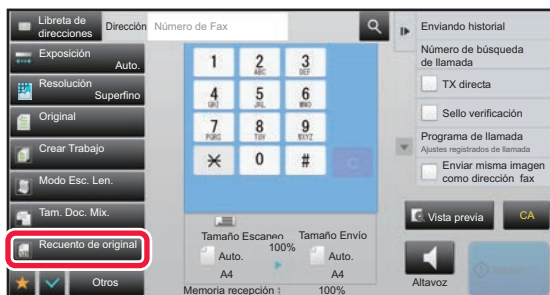 Libreta de
direcciones
Dirección
Número de Fax
Exposición
Auto.
Resolución
Superfino
Original
Crear Trabajo
Modo Esc. Len.
Tam. Doc. Mix.
Recuento de original
Otros
1
2
ABC
3
DEF
4
GHI
5
JKL
6
MNO
7
PQRS
8
TUV
9
WXYZ
0
#
C
Tamaño Escaneo
Tamaño Envío
100%
Auto.
Auto.
A4
A4
Memoria recepción :
100%
Enviando historial
Número de búsqueda
de llamada
TX directa
Sello verificación
Programa de llamada
Ajustes registrados de llamada
Enviar misma imagen
como dirección fax
Vista previa
CA
Altavoz